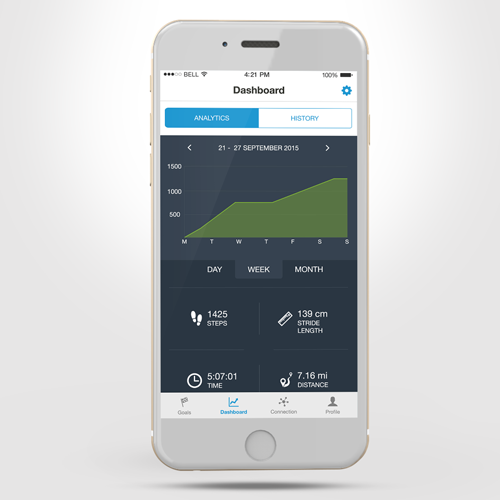 BELL 4:21 PM 100%
Dashboard
ANALYTICS HISTORY
21 - 27 SEPTEMBER 2015
1500
1000
500
M T W T F S S
DAY WEEK MONTH
1425 STEPS
139 cm STRIDE LENGTH
5:07:01 TIME
7.16 mi DISTANCE
Goals Dashboard Connection Profile